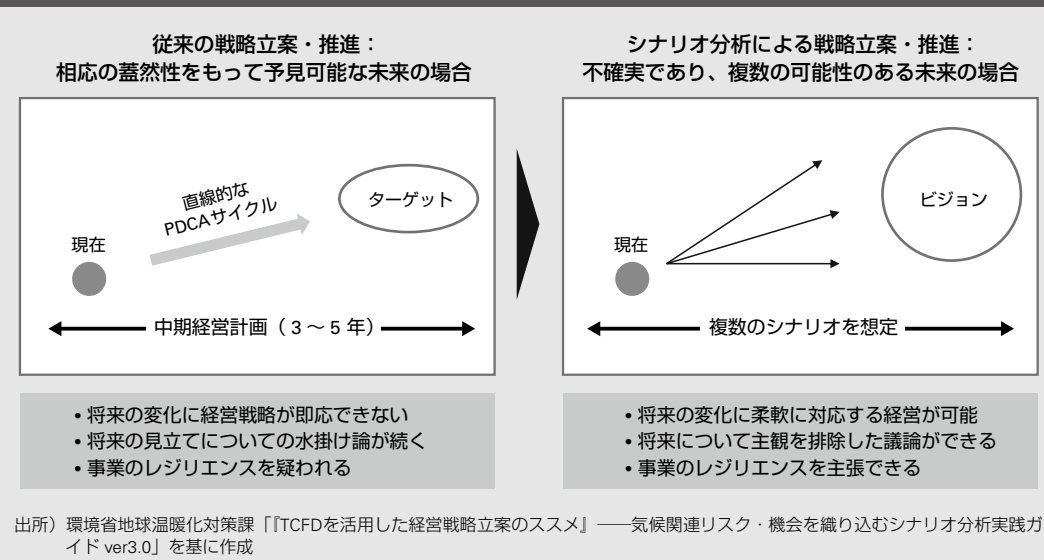 従来の戦略立案・推進：
相応の蓋然性をもって予見可能な未来の場合
直線的な
PDCAサイクル
ターゲット
現在
中期経営計画（3～5年）
・将来の変化に経営戦略が即応できない
・将来の見立てについての水掛け論が続く
・事業のレジリエンスを疑われる
シナリオ分析による戦略立案・推進：
不確実であり、複数の可能性のある未来の場合
ビジョン
現在
複数のシナリオを想定
・将来の変化に柔軟に対応する経営が可能
・将来について主観を排除した議論ができる
・事業のレジリエンスを主張できる
出所）環境省地球温暖化対策課「『TCFDを活用した経営戦略立案のススメ』──気候関連リスク・機会を織り込むシナリオ分析実践ガ
イド ver3.0」を基に作成